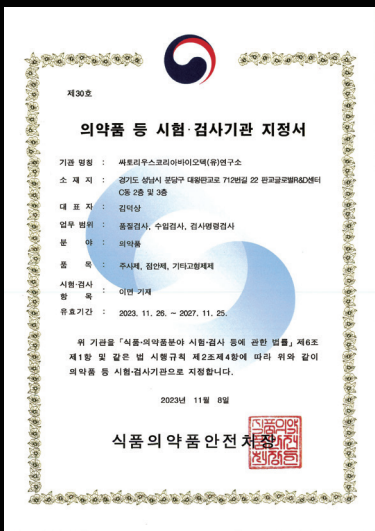 제30호
의약품 등 시험·검사기관 지정서
기관 명칭 : 싸토리우스코리아바이오텍(유)연구소
소 재 지 : 경기도 성남시 분당구 대왕판교로 712번길 22 판교글로벌R&D센터
C동 2층 및 3층
대 표 자 : 김덕상
업무 범위 : 품질검사, 수입검사, 검사명령검사
분 야 : 의약품
품 목 : 주사제, 점안제, 기타고형제제
시험·검사
항 목 : 이면 기재
유효기간 : 2023. 11. 26. ~ 2027. 11. 25.
위 기관을 「식품·의약품분야 시험·검사 등에 관한 법률」 제6조
제1항 및 같은 법 시행규칙 제2조제4항에 따라 위와 같이
의약품 등 시험·검사기관으로 지정합니다.
2023년 11월 8일
식품의약품안전처장